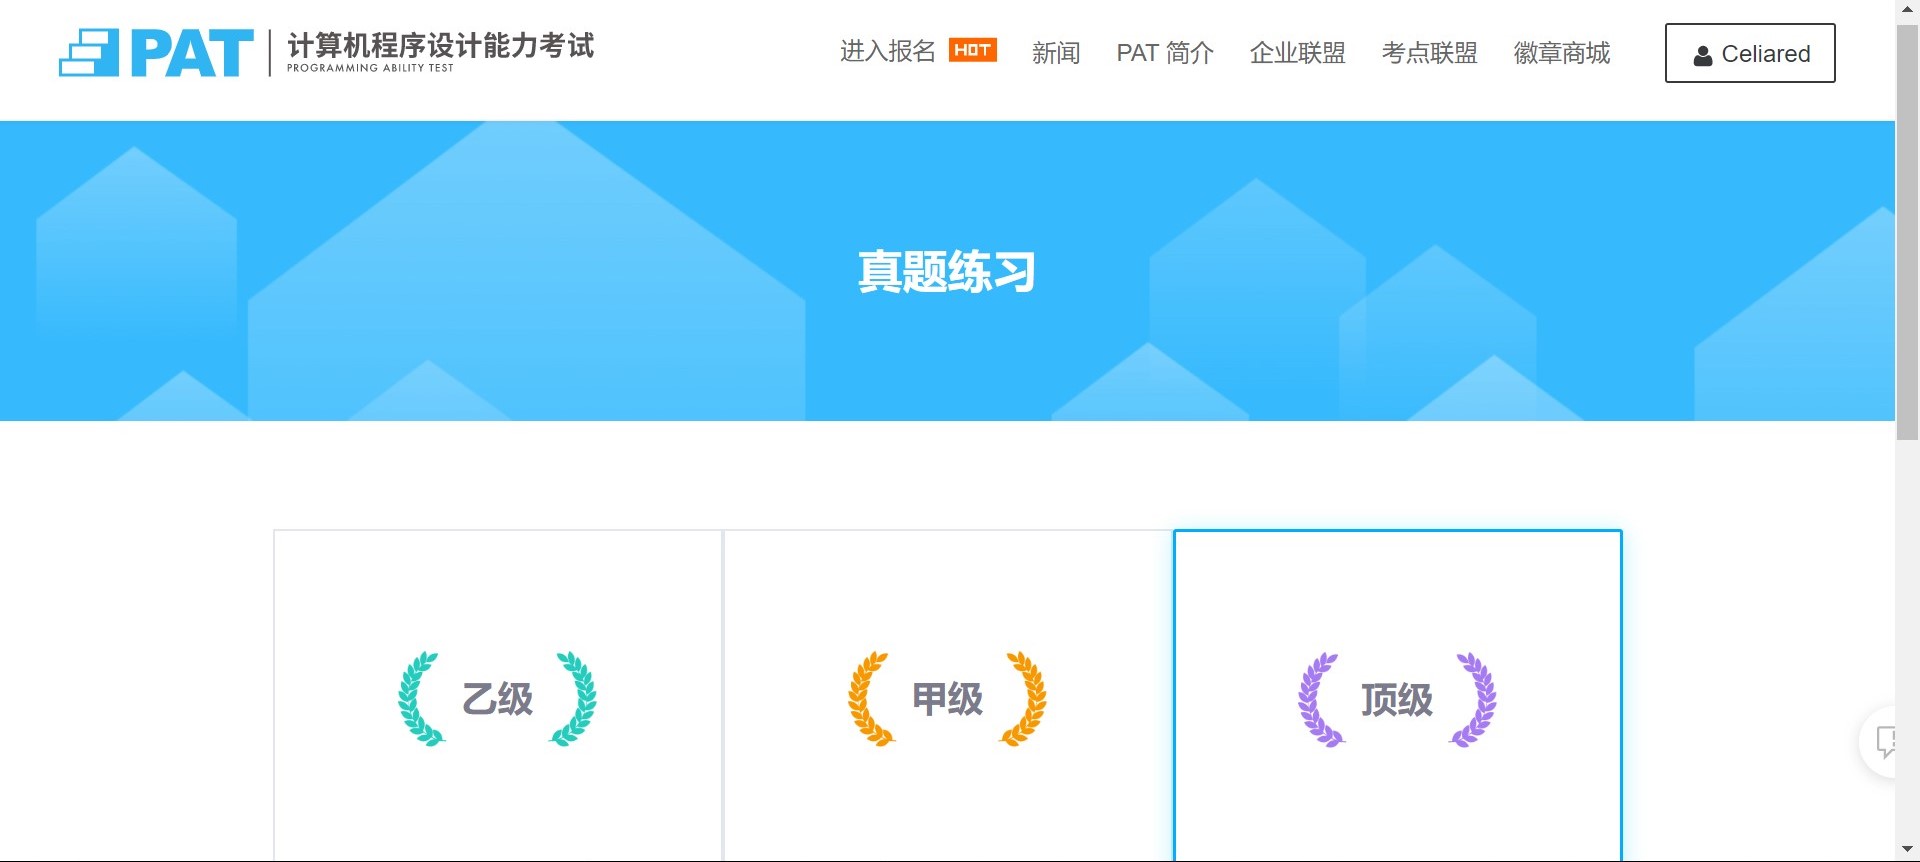 PAT 计算机程序设计能力考试
PROGRAMMING ABILITY TEST
进入报名 HOT 新闻 PAT 简介 企业联盟 考点联盟 徽章商城 Celiared
真题练习
乙级 甲级 顶级